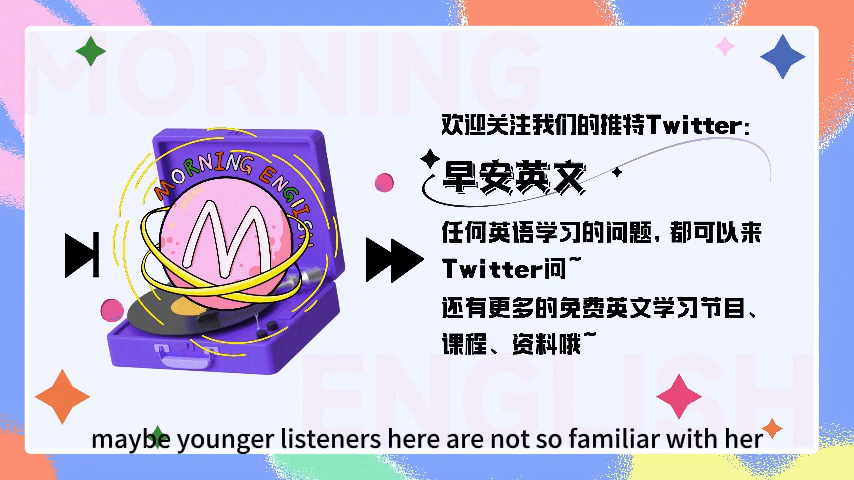 MORNING
欢迎关注我们的推特Twitter:
MORNING ENGLISH
早安英文
M
任何英语学习的问题，都可以来
Twitter问~
还有更多的免费英文学习节目、
课程、资料哦~
ENGLISH
maybe younger listeners here are not so familiar with her